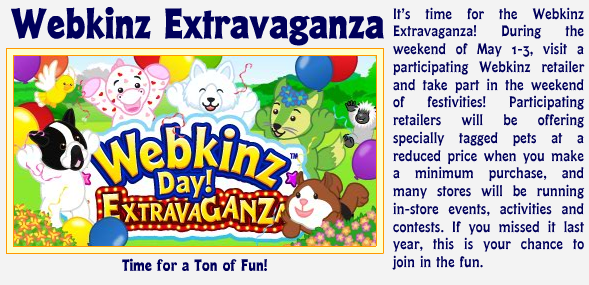 Webkinz Extravaganza
Webkinz™
Day!
EXTRAVAGANZA
Time for a Ton of Fun!
It's time for the Webkinz
Extravaganza! During the
weekend of May 1-3, visit a
participating Webkinz retailer
and take part in the weekend
of festivities! Participating
retailers will be offering
specially tagged pets at a
reduced price when you make
a minimum purchase, and
many stores will be running
in-store events, activities and
contests. If you missed it last
year, this is your chance to
join in the fun.